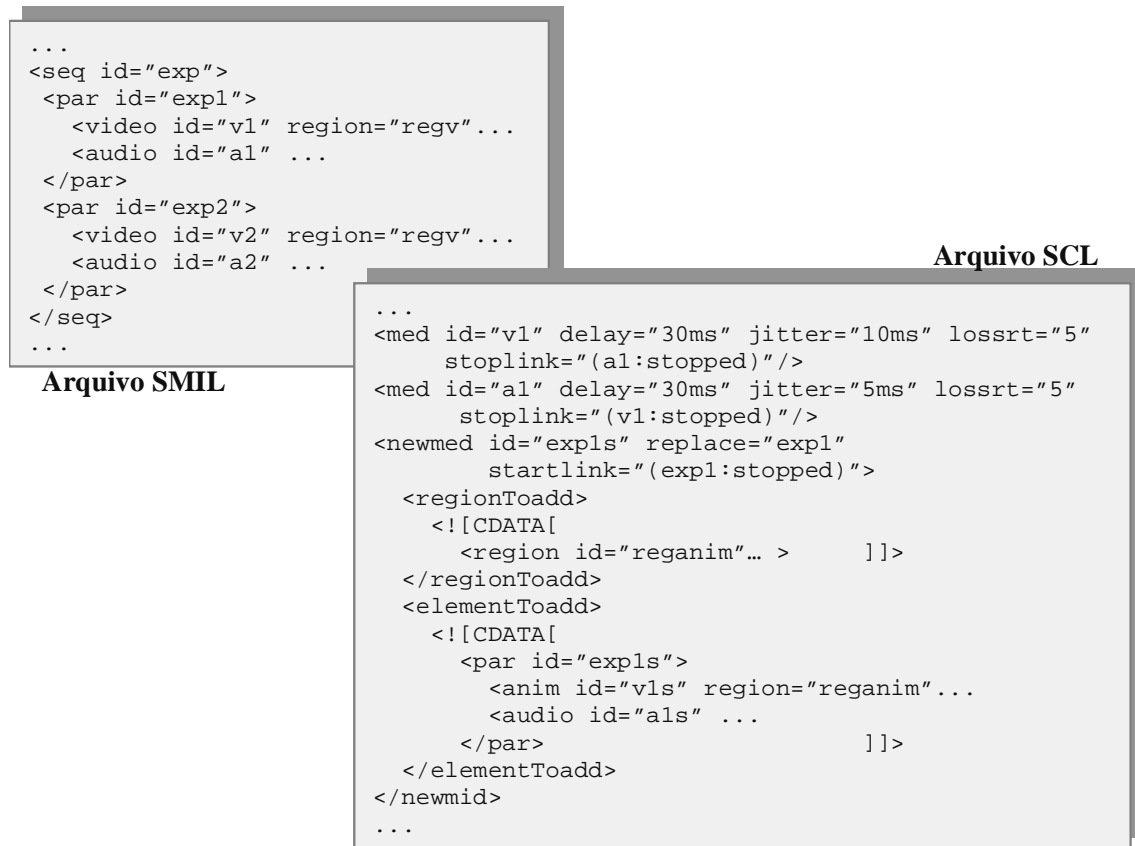 ...
<seq id="exp">
<par id="exp1">
<video id="v1" region="regv"...
<audio id="a1" ...
</par>
<par id="exp2">
<video id="v2" region="regv"...
<audio id="a2" ...
</par>
</seq>
...
Arquivo SMIL
Arquivo SCL
...
<med id="v1" delay="30ms" jitter="10ms" lossrt="5"
stoplink="(a1:stopped)"/>
<med id="a1" delay="30ms" jitter="5ms" lossrt="5"
stoplink="(v1:stopped)"/>
<newmed id="exp1s" replace="exp1"
startlink="(exp1:stopped)">
<regionToadd>
<![CDATA[
<region id="reganim"… > ]]>
</regionToadd>
<elementToadd>
<![CDATA[
<par id="exp1s">
<anim id="v1s" region="reganim"...
<audio id="a1s" ...
</par> ]]>
</elementToadd>
</newmid>
...